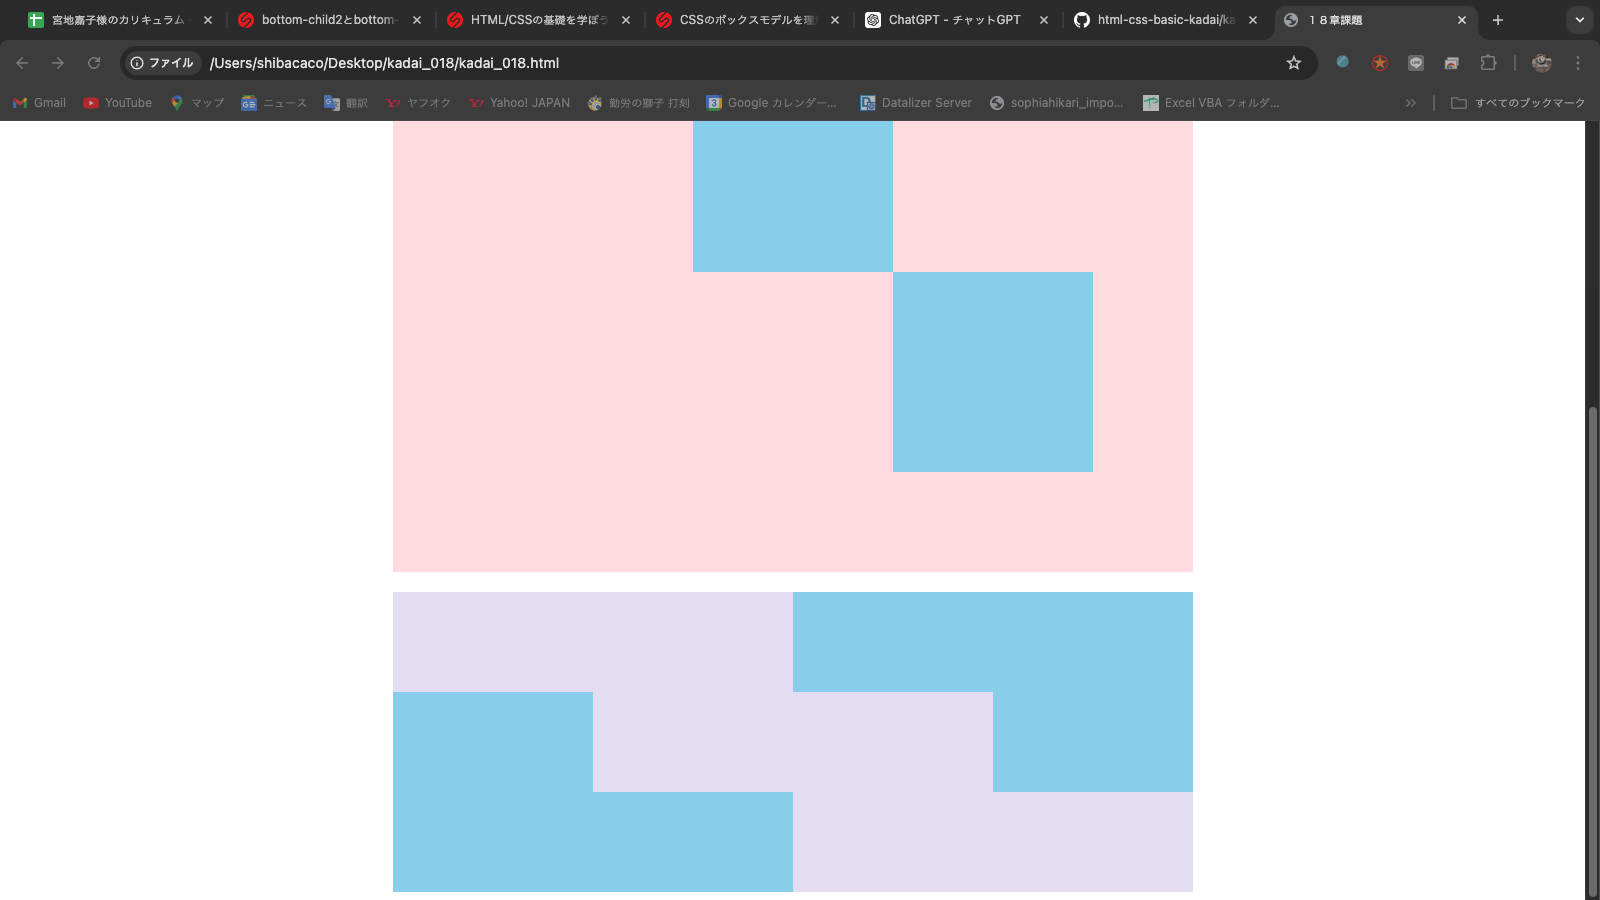 宮地嘉子様のカリキュラム
bottom-child2とbottom-
HTML/CSSの基礎を学ぼう
CSSのボックスモデルを理
ChatGPT - チャットGPT
html-css-basic-kadai/ka
１８章課題
ファイル
/Users/shibacaco/Desktop/kadai_018/kadai_018.html
Gmail
YouTube
マップ
ニュース
翻訳
ヤフオク
Yahoo! JAPAN
勤労の獅子 打刻
Google カレンダー...
Datalizer Server
sophiahikari_impo...
Excel VBA フォルダ...
すべてのブックマーク